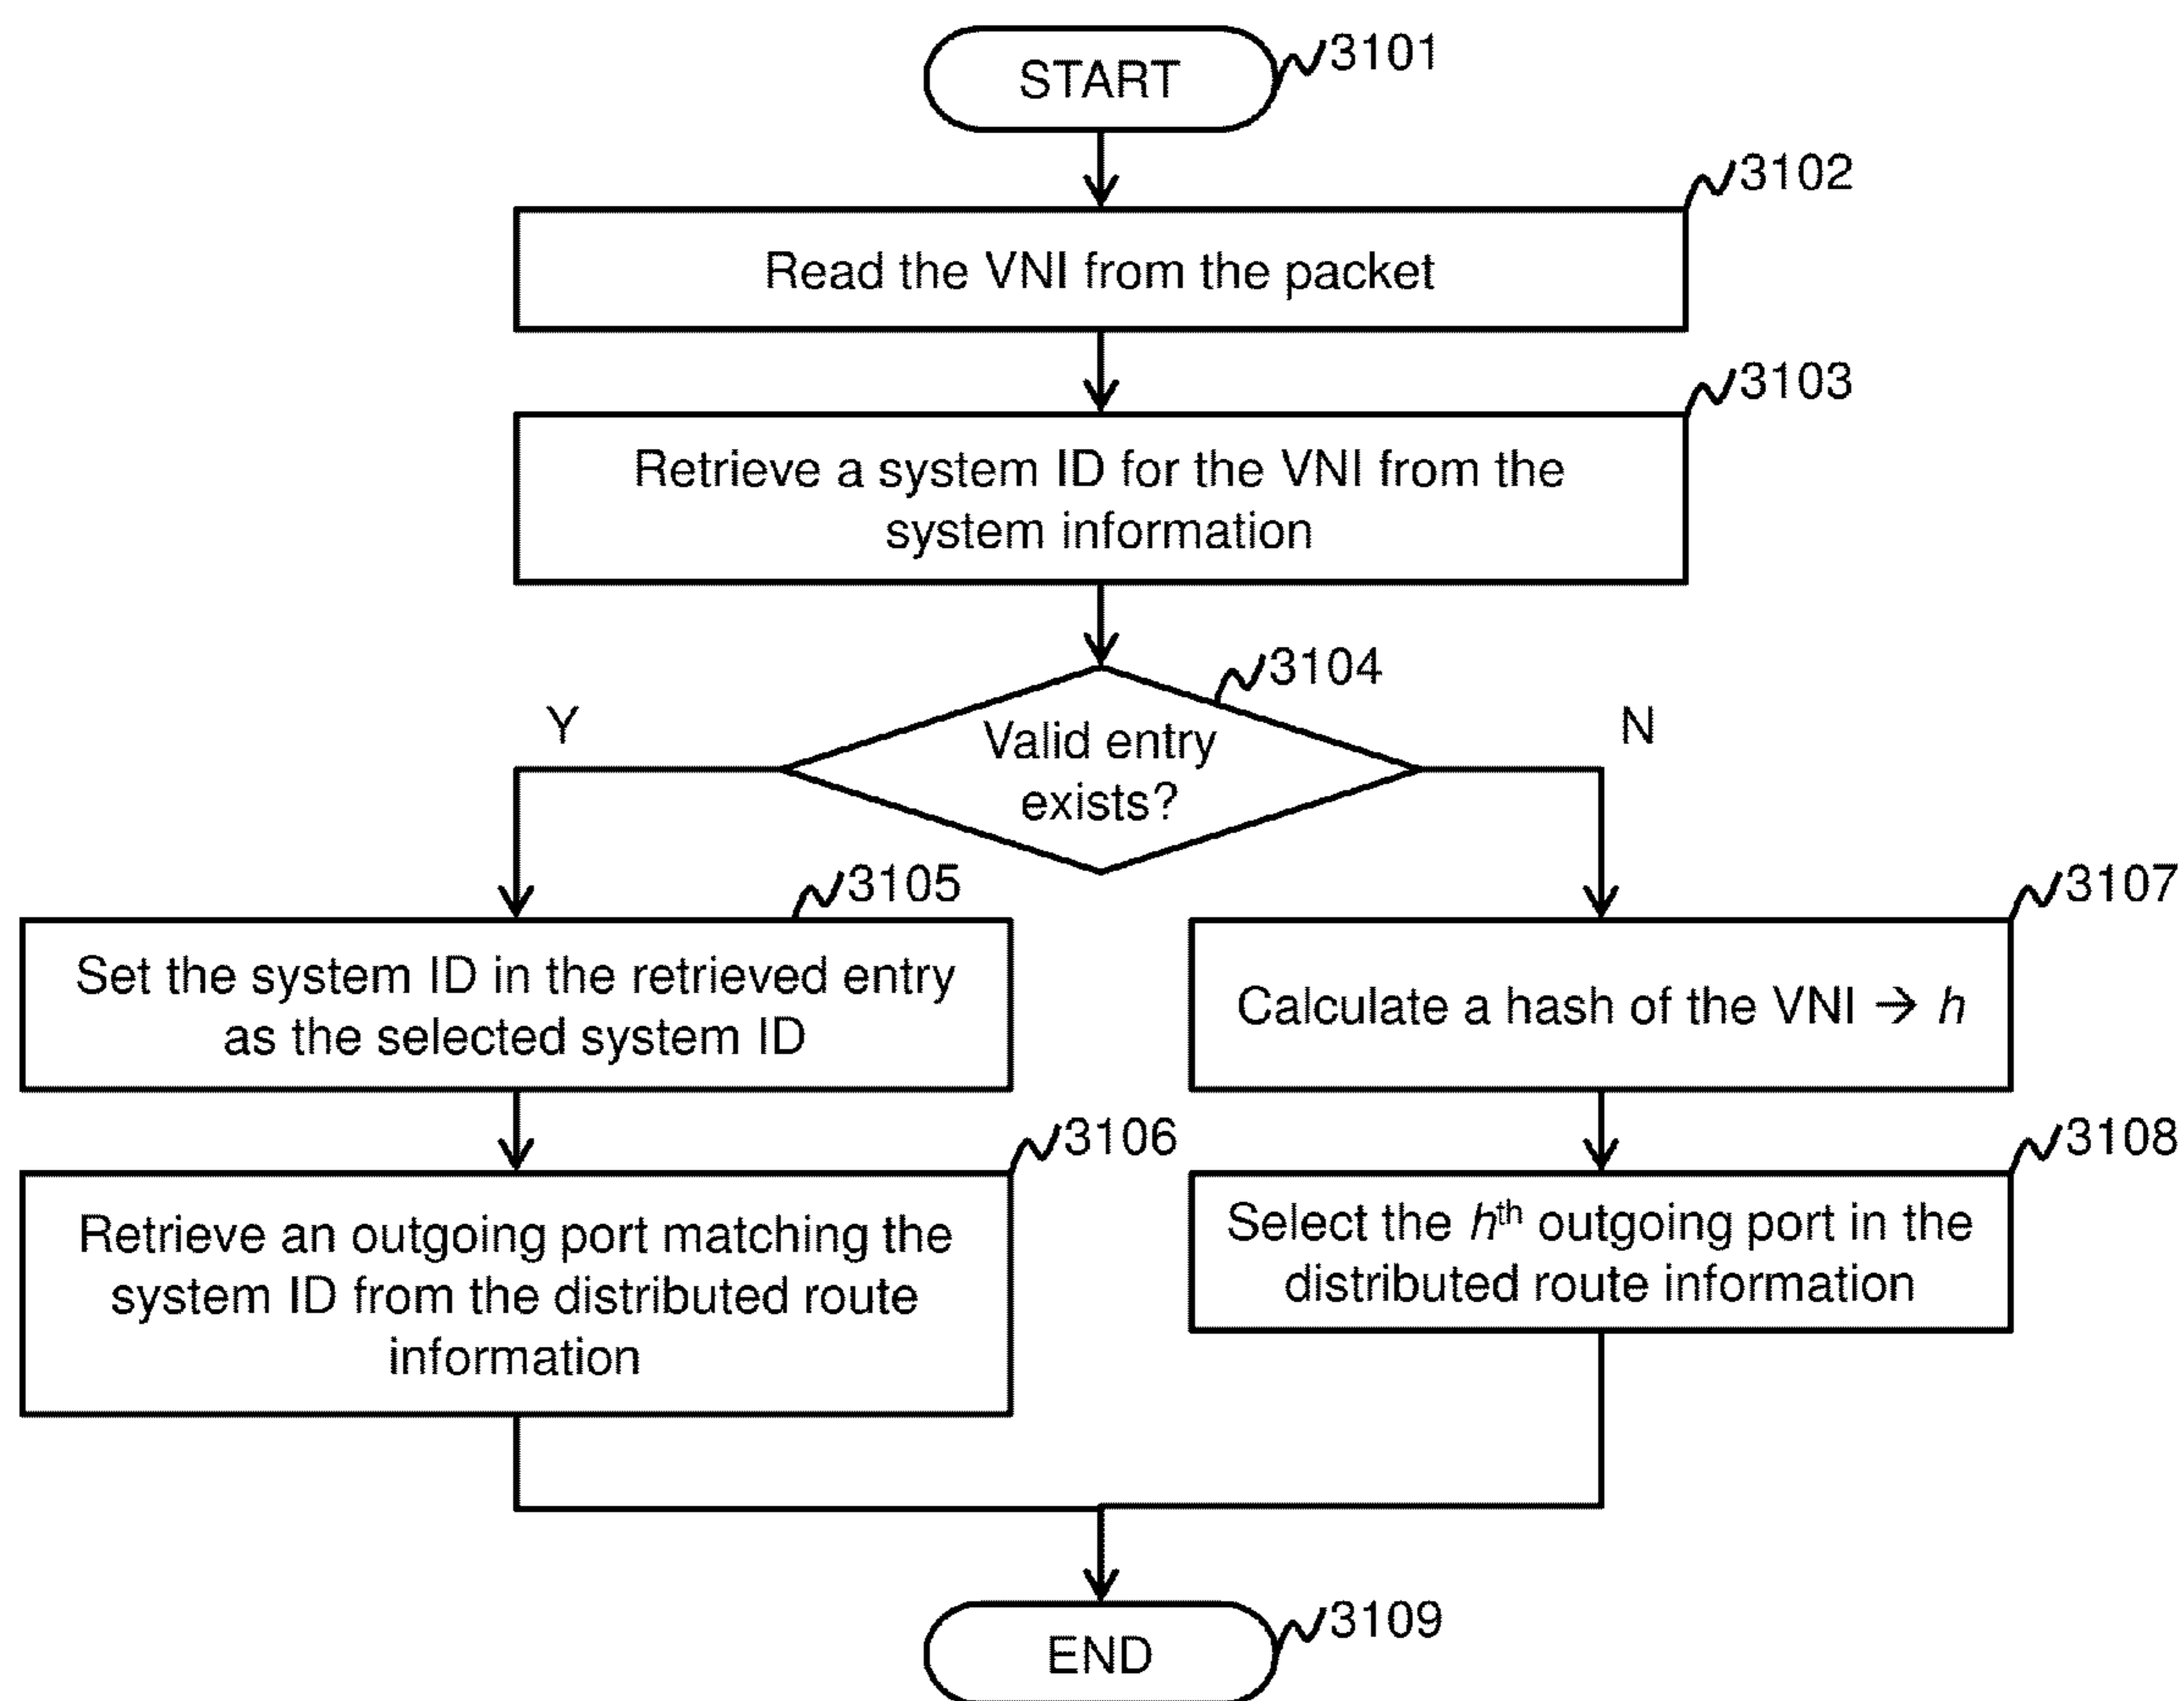 START
3101
3102
Read the VNI from the packet
3103
Retrieve a system ID for the VNI from the
system information
3104
Valid entry
exists?
Y
N
3105
Set the system ID in the retrieved entry
as the selected system ID
3107
Calculate a hash of the VNI → h
3106
Retrieve an outgoing port matching the
system ID from the distributed route
information
3108
Select the hth outgoing port in the
distributed route information
END
3109